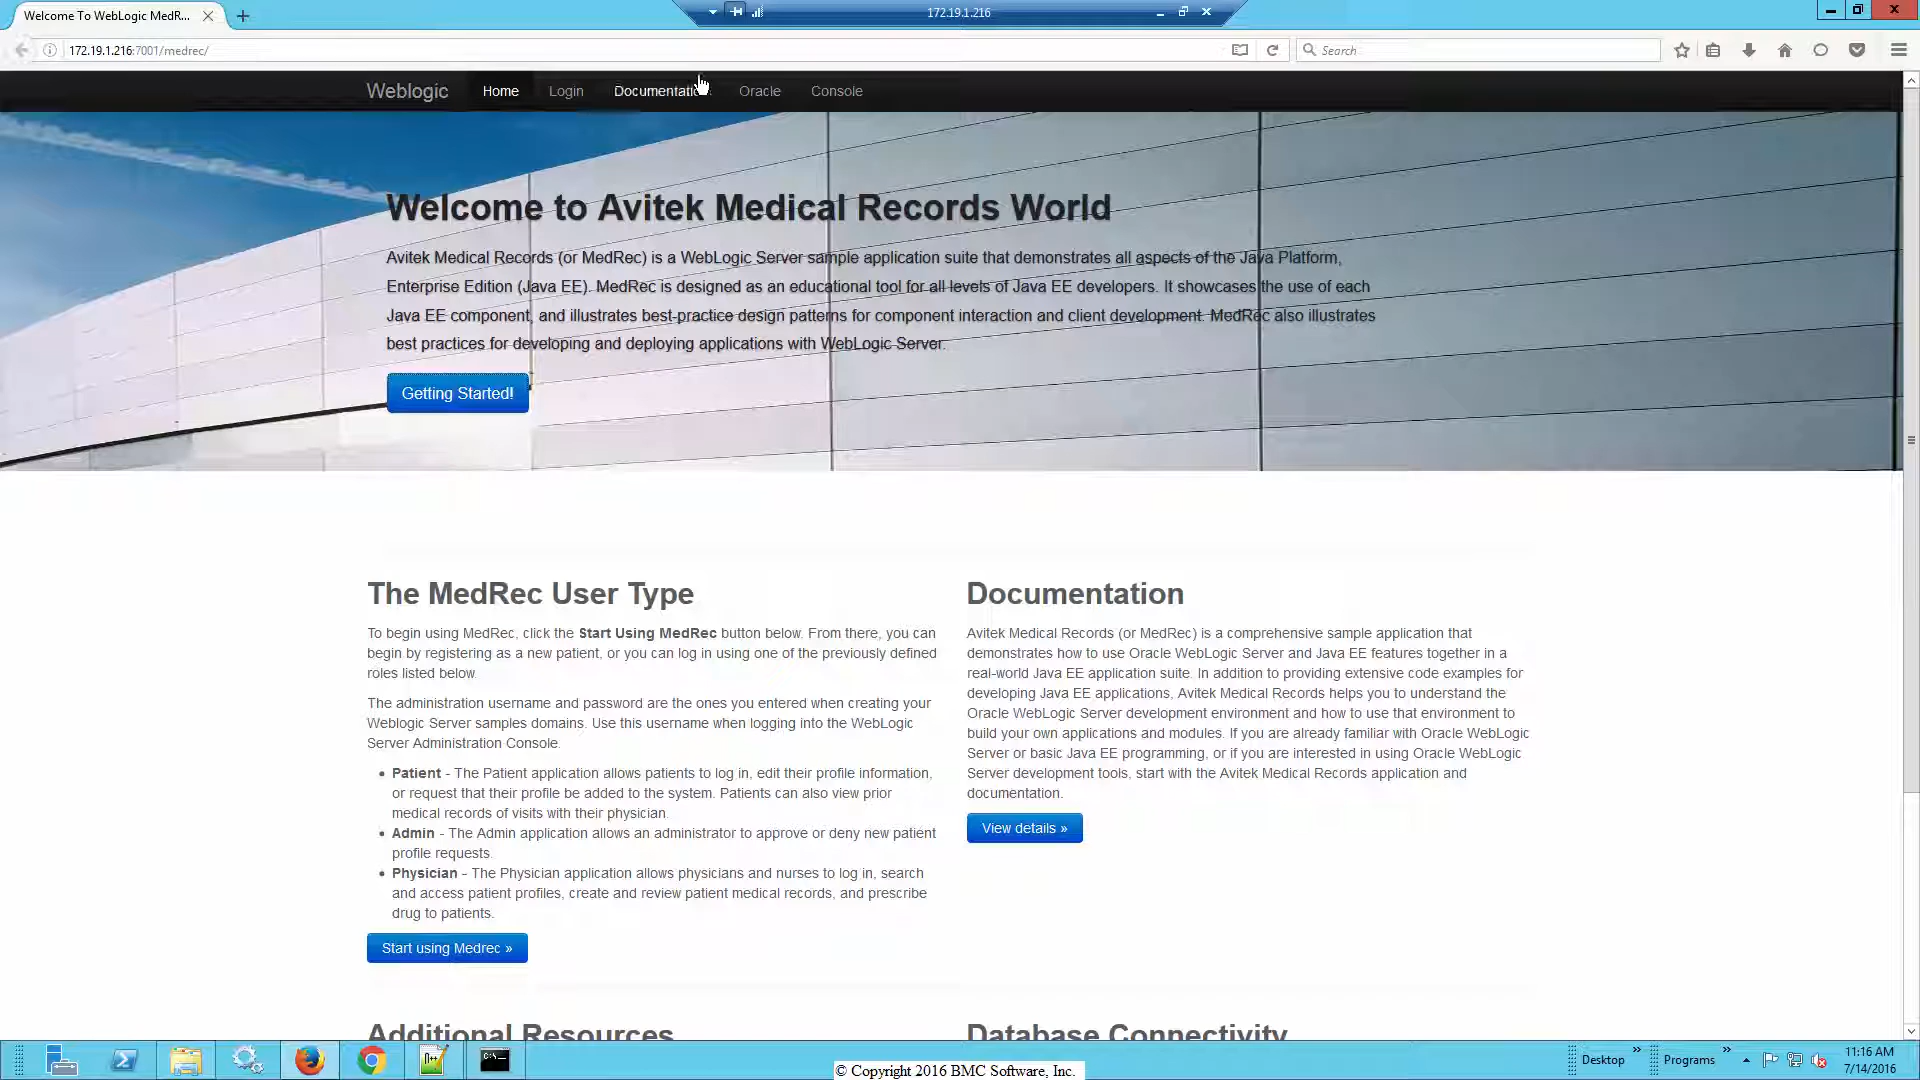 Welcome To WebLogic MedR...
172.19.1.216
172.19.1.216:7001/medrec/
Search
Weblogic
Home
Login
Documentation
Oracle
Console
Welcome to Avitek Medical Records World
Avitek Medical Records (or MedRec) is a WebLogic Server sample application suite that demonstrates all aspects of the Java Platform,
Enterprise Edition (Java EE). MedRec is designed as an educational tool for all levels of Java EE developers. It showcases the use of each
Java EE component, and illustrates best-practice design patterns for component interaction and client development. MedRec also illustrates
best practices for developing and deploying applications with WebLogic Server.
Getting Started!
The MedRec User Type
To begin using MedRec, click the Start Using MedRec button below. From there, you can
begin by registering as a new patient, or you can log in using one of the previously defined
roles listed below.
The administration username and password are the ones you entered when creating your
Weblogic Server samples domains. Use this username when logging into the WebLogic
Server Administration Console.
• Patient - The Patient application allows patients to log in, edit their profile information,
or request that their profile be added to the system. Patients can also view prior
medical records of visits with their physician.
• Admin - The Admin application allows an administrator to approve or deny new patient
profile requests.
• Physician - The Physician application allows physicians and nurses to log in, search
and access patient profiles, create and review patient medical records, and prescribe
drug to patients.
Start using Medrec »
Documentation
Avitek Medical Records (or MedRec) is a comprehensive sample application that
demonstrates how to use Oracle WebLogic Server and Java EE features together in a
real-world Java EE application suite. In addition to providing extensive code examples for
developing Java EE applications, Avitek Medical Records helps you to understand the
Oracle WebLogic Server development environment and how to use that environment to
build your own applications and modules. If you are already familiar with Oracle WebLogic
Server or basic Java EE programming, or if you are interested in using Oracle WebLogic
Server development tools, start with the Avitek Medical Records application and
documentation.
View details »
Additional Resources
Database Connectivity
Desktop
Programs
11:16 AM
7/14/2016
© Copyright 2016 BMC Software, Inc.